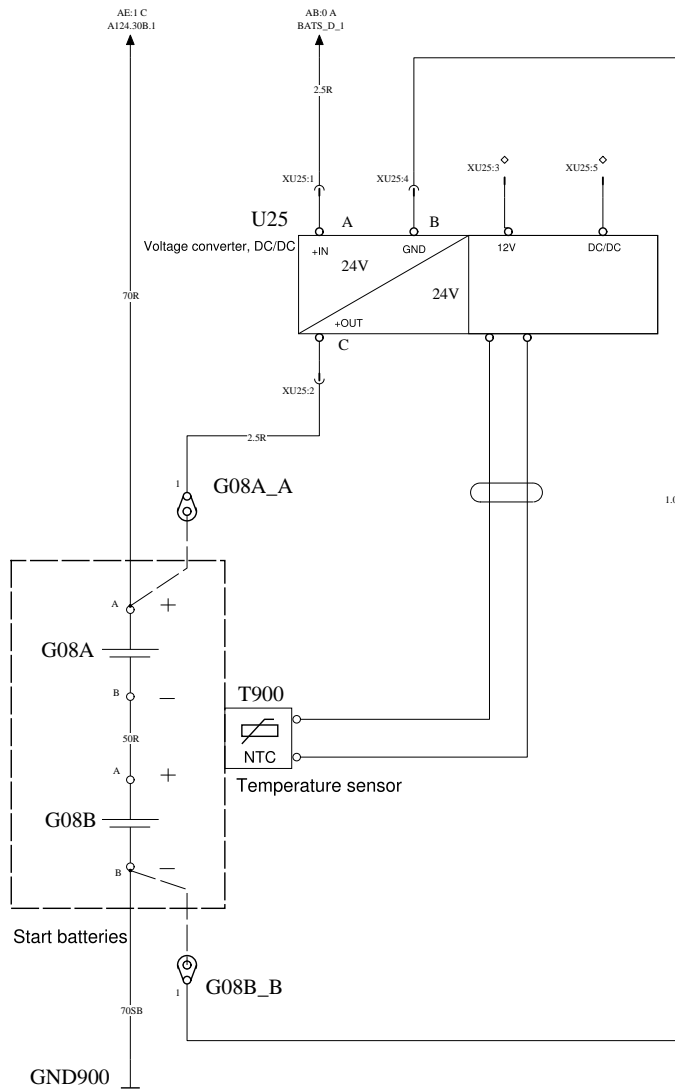 AE:1 C
A124.30B.1
AB:0 A
BATS_D_1
2.5R
XU25:1
XU25:4
XU25:3
XU25:5
U25
A
B
Voltage converter, DC/DC
+IN
GND
12V
DC/DC
24V
24V
70R
+OUT
C
XU25:2
2.5R
1
G08A_A
1.0
A
+
G08A
B
−
T900
50R
NTC
A
+
Temperature sensor
G08B
B
−
Start batteries
1
G08B_B
70SB
GND900